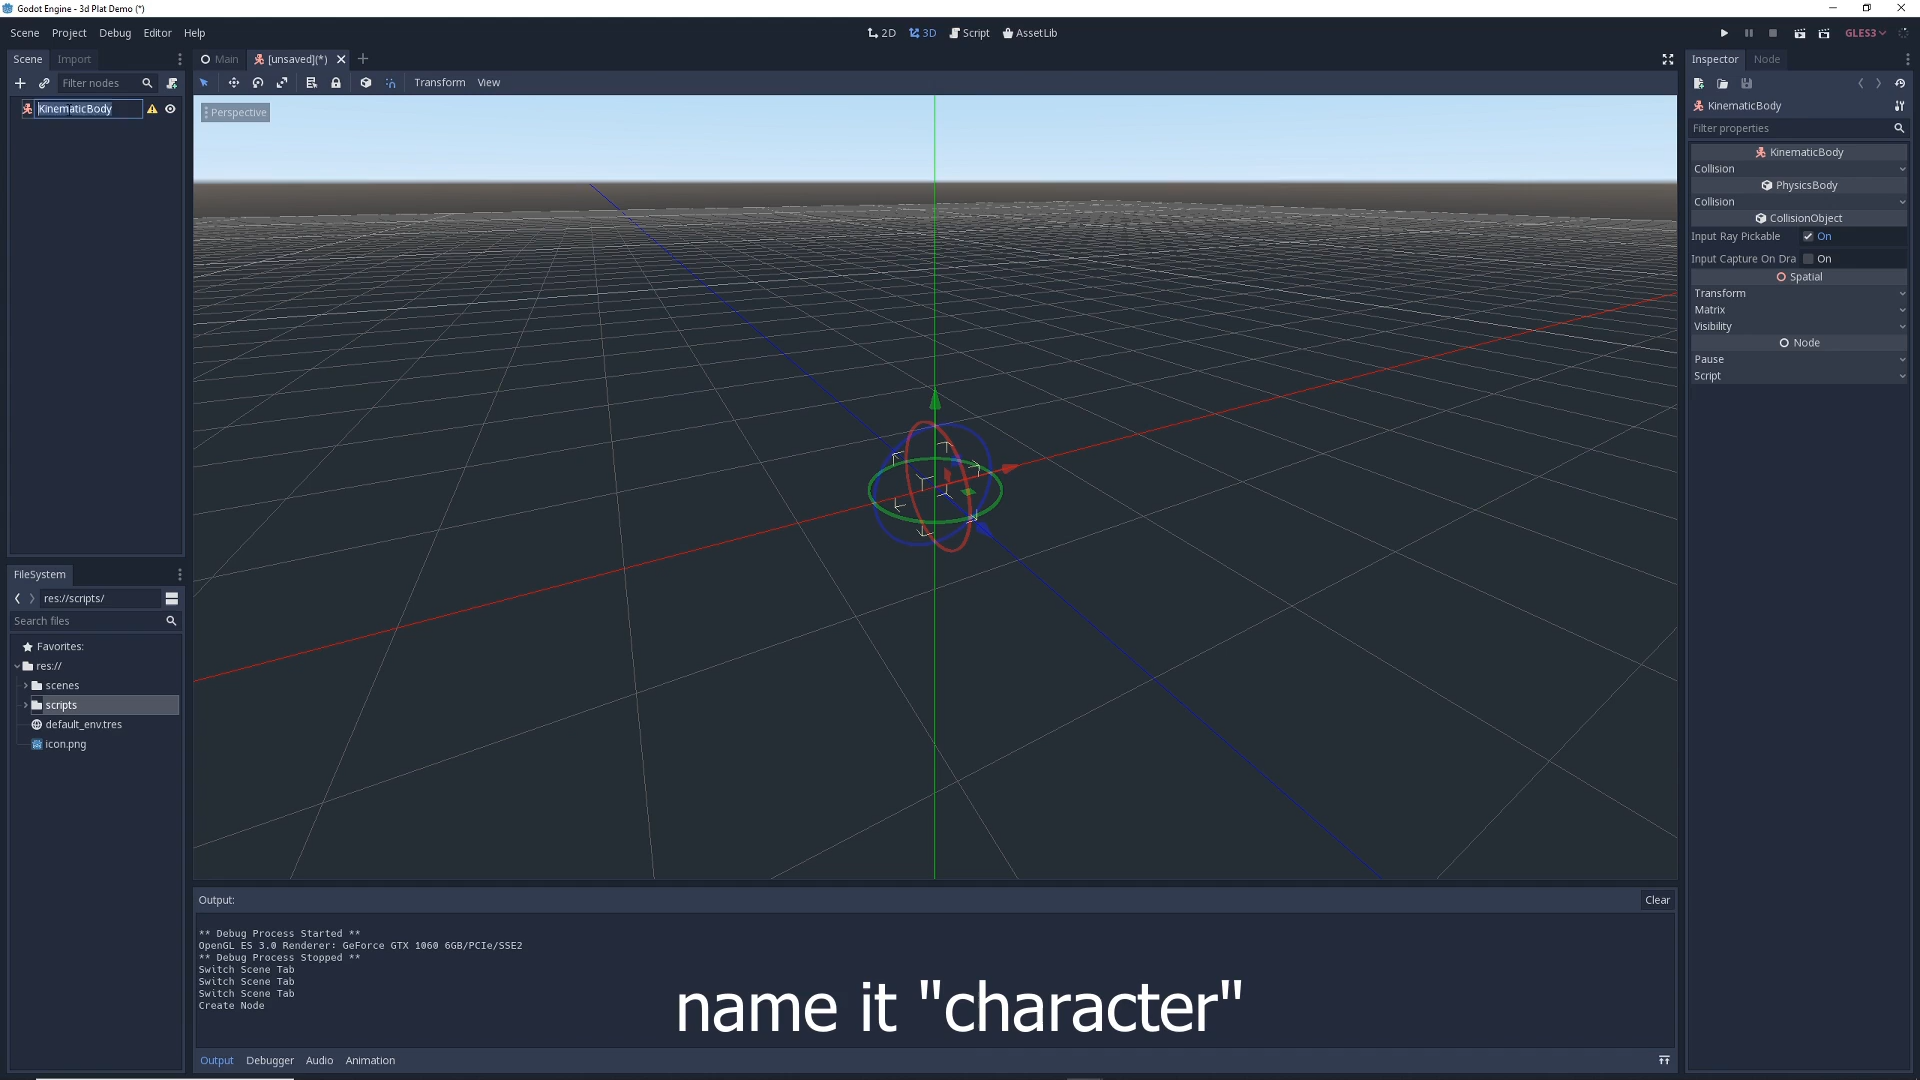 Godot Engine - 3d Plat Demo (*)
Scene Project Debug Editor Help
2D 3D Script AssetLib
GLES3
Scene Import
Main [unsaved](*)
Inspector Node
Filter nodes
Transform View
KinematicBody
Perspective
KinematicBody
Filter properties
KinematicBody
Collision
PhysicsBody
Collision
CollisionObject
Input Ray Pickable On
Input Capture On Dra On
Spatial
Transform
Matrix
Visibility
Node
Pause
Script
FileSystem
res://scripts/
Search files
Favorites:
res://
scenes
scripts
default_env.tres
icon.png
Output:
Clear
** Debug Process Started **
OpenGL ES 3.0 Renderer: GeForce GTX 1060 6GB/PCIe/SSE2
** Debug Process Stopped **
Switch Scene Tab
Switch Scene Tab
Switch Scene Tab
Create Node
name it "character"
Output Debugger Audio Animation